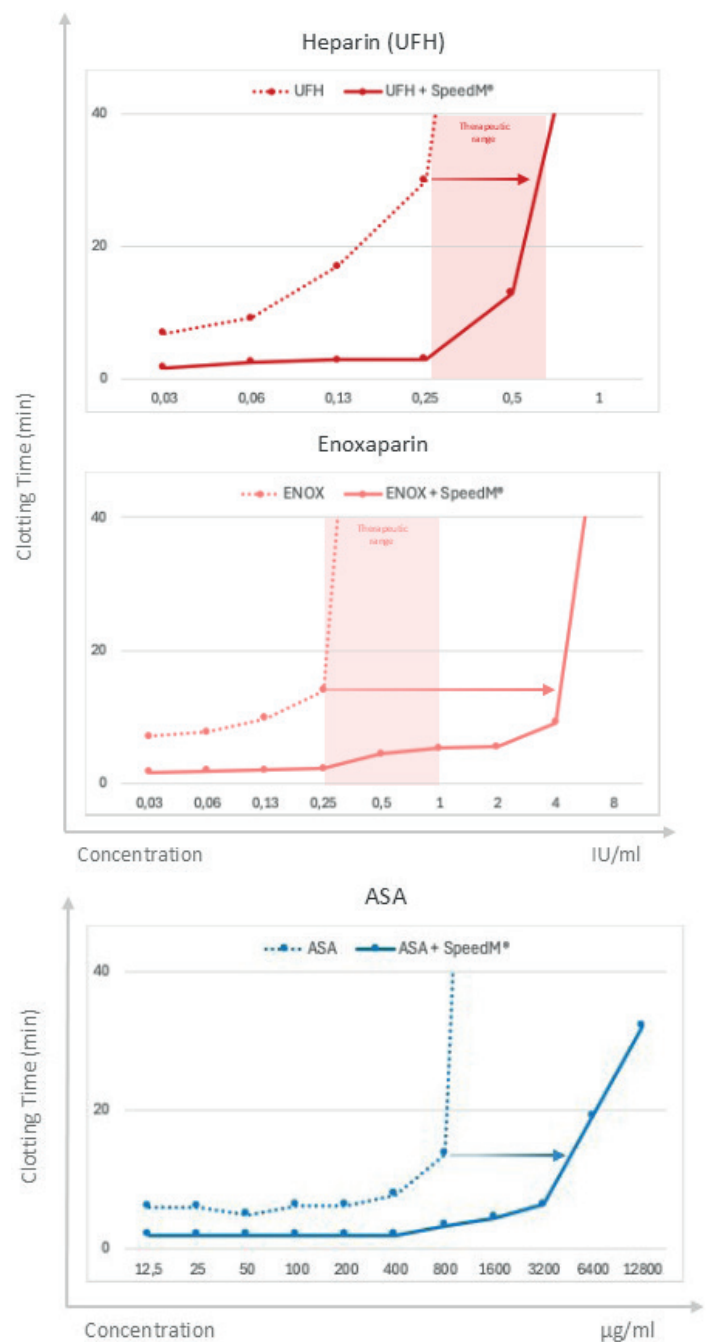 Heparin (UFH)
UFH UFH + SpeedM®
40
Therapeutic
range
20
0
0,03 0,06 0,13 0,25 0,5 1
Clotting Time (min)
Enoxaparin
ENOX ENOX + SpeedM®
40
Therapeutic
range
20
0
0,03 0,06 0,13 0,25 0,5 1 2 4 8
Concentration IU/ml
ASA
ASA ASA + SpeedM®
40
Clotting Time (min)
20
0
12,5 25 50 100 200 400 800 1600 3200 6400 12800
Concentration µg/ml